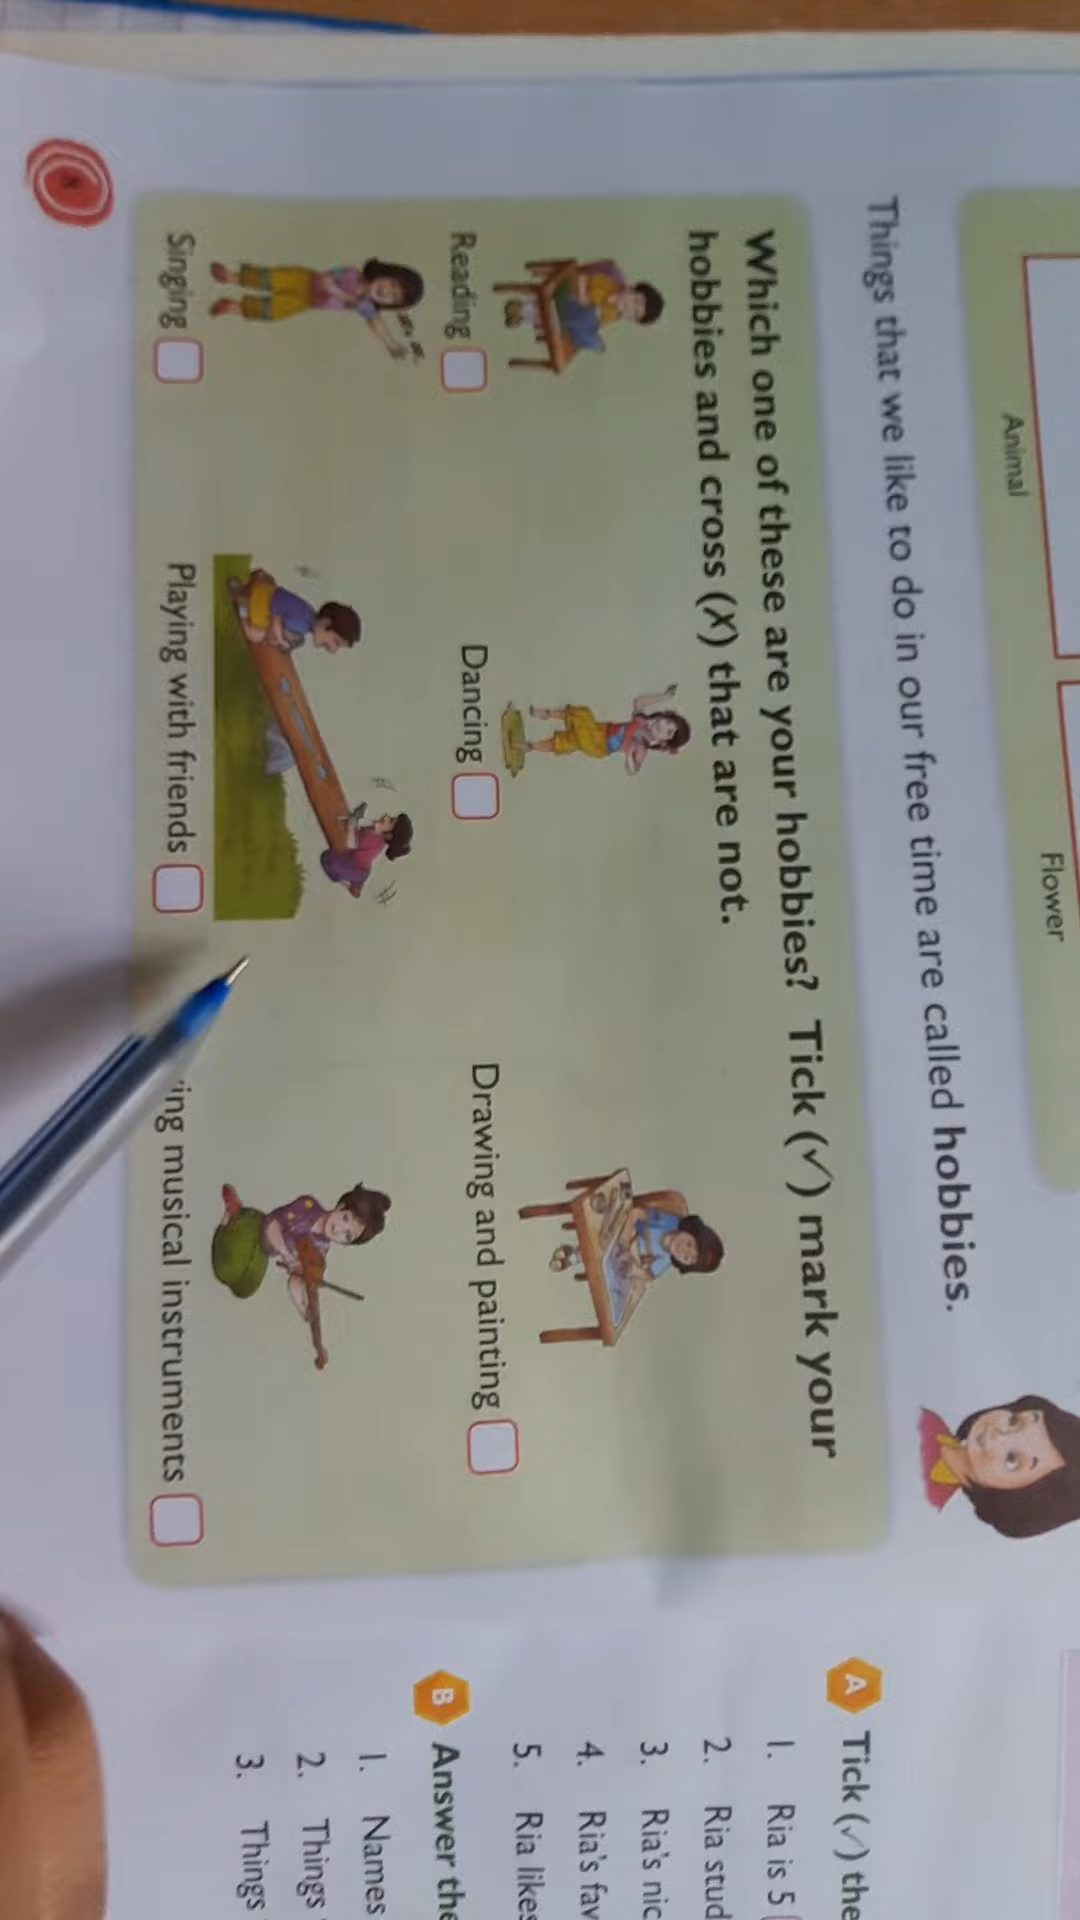 Animal
Flower
Things that we like to do in our free time are called hobbies.
Which one of these are your hobbies? Tick (✓) mark your
hobbies and cross (X) that are not.
Reading
Dancing
Drawing and painting
Singing
Playing with friends
ing musical instruments
A Tick (✓) the
1. Ria is 5
2. Ria stud
3. Ria's nic
4. Ria's fav
5. Ria likes
B Answer the
1. Names
2. Things
3. Things